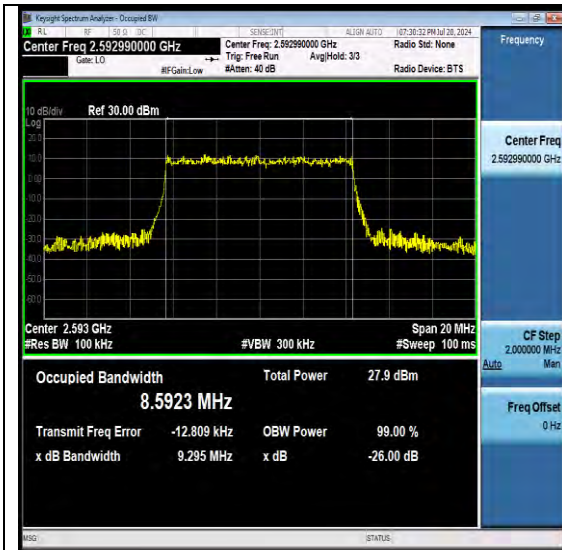 Keysight Spectrum Analyzer - Occupied BW
RL RF 50 Ω DC SENSE:INT ALIGN AUTO 07:30:32 PM Jul 20, 2024
Center Freq 2.592990000 GHz Center Freq: 2.592990000 GHz Radio Std: None Frequency
Gate: LO Trig: Free Run Avg|Hold: 3/3
#IFGain:Low #Atten: 40 dB Radio Device: BTS
10 dB/div Ref 30.00 dBm
Log
20.0
10.0
0.00
-10.0
-20.0
-30.0
-40.0
-50.0
-60.0
Center Freq
2.592990000 GHz
Center 2.593 GHz Span 20 MHz
#Res BW 100 kHz #VBW 300 kHz #Sweep 100 ms
CF Step
2.000000 MHz
Auto Man
Occupied Bandwidth Total Power 27.9 dBm
8.5923 MHz
Transmit Freq Error -12.809 kHz OBW Power 99.00 %
x dB Bandwidth 9.295 MHz x dB -26.00 dB
Freq Offset
0 Hz
MSG STATUS